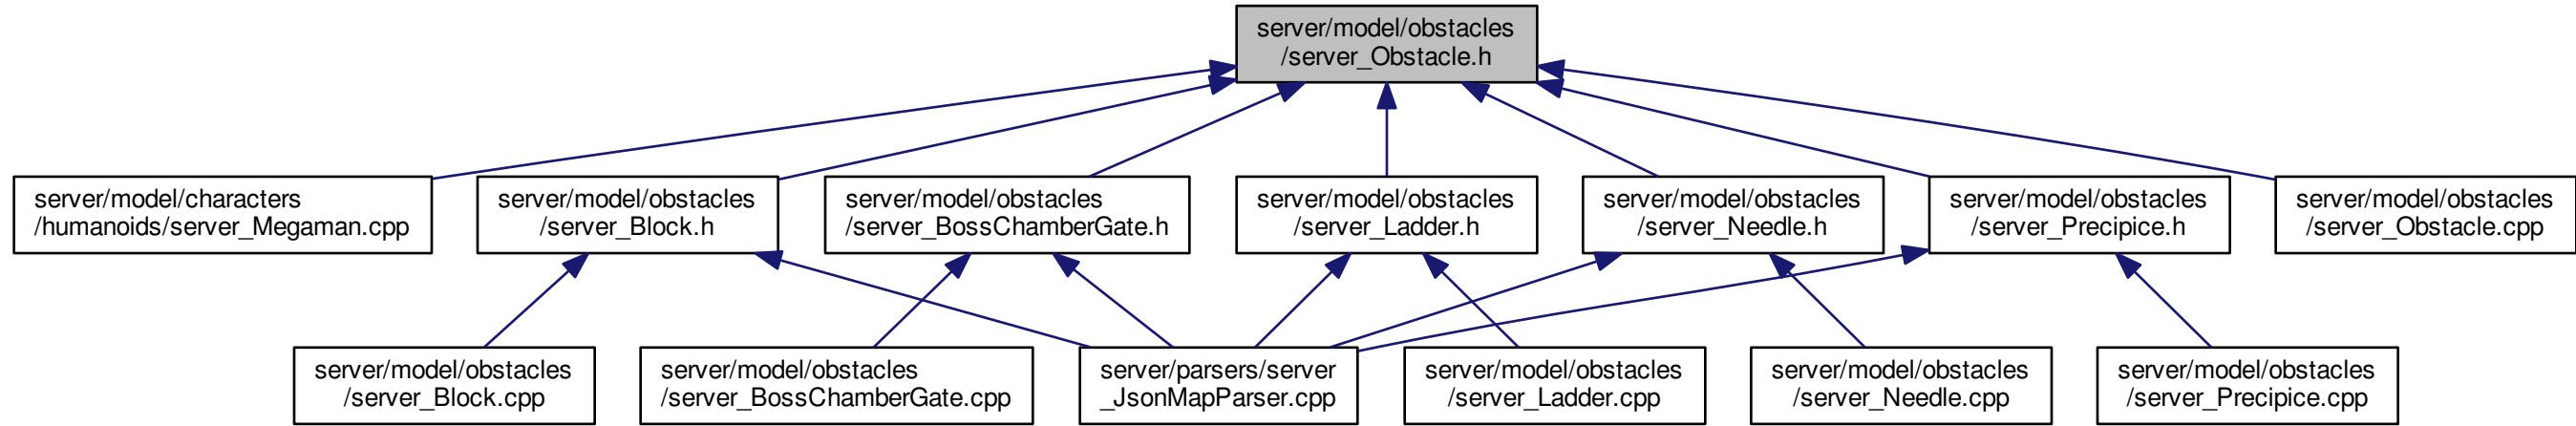 server/model/obstacles
/server_Obstacle.h
server/model/characters
/humanoids/server_Megaman.cpp
server/model/obstacles
/server_Block.h
server/model/obstacles
/server_BossChamberGate.h
server/model/obstacles
/server_Ladder.h
server/model/obstacles
/server_Needle.h
server/model/obstacles
/server_Precipice.h
server/model/obstacles
/server_Obstacle.cpp
server/model/obstacles
/server_Block.cpp
server/model/obstacles
/server_BossChamberGate.cpp
server/parsers/server
_JsonMapParser.cpp
server/model/obstacles
/server_Ladder.cpp
server/model/obstacles
/server_Needle.cpp
server/model/obstacles
/server_Precipice.cpp